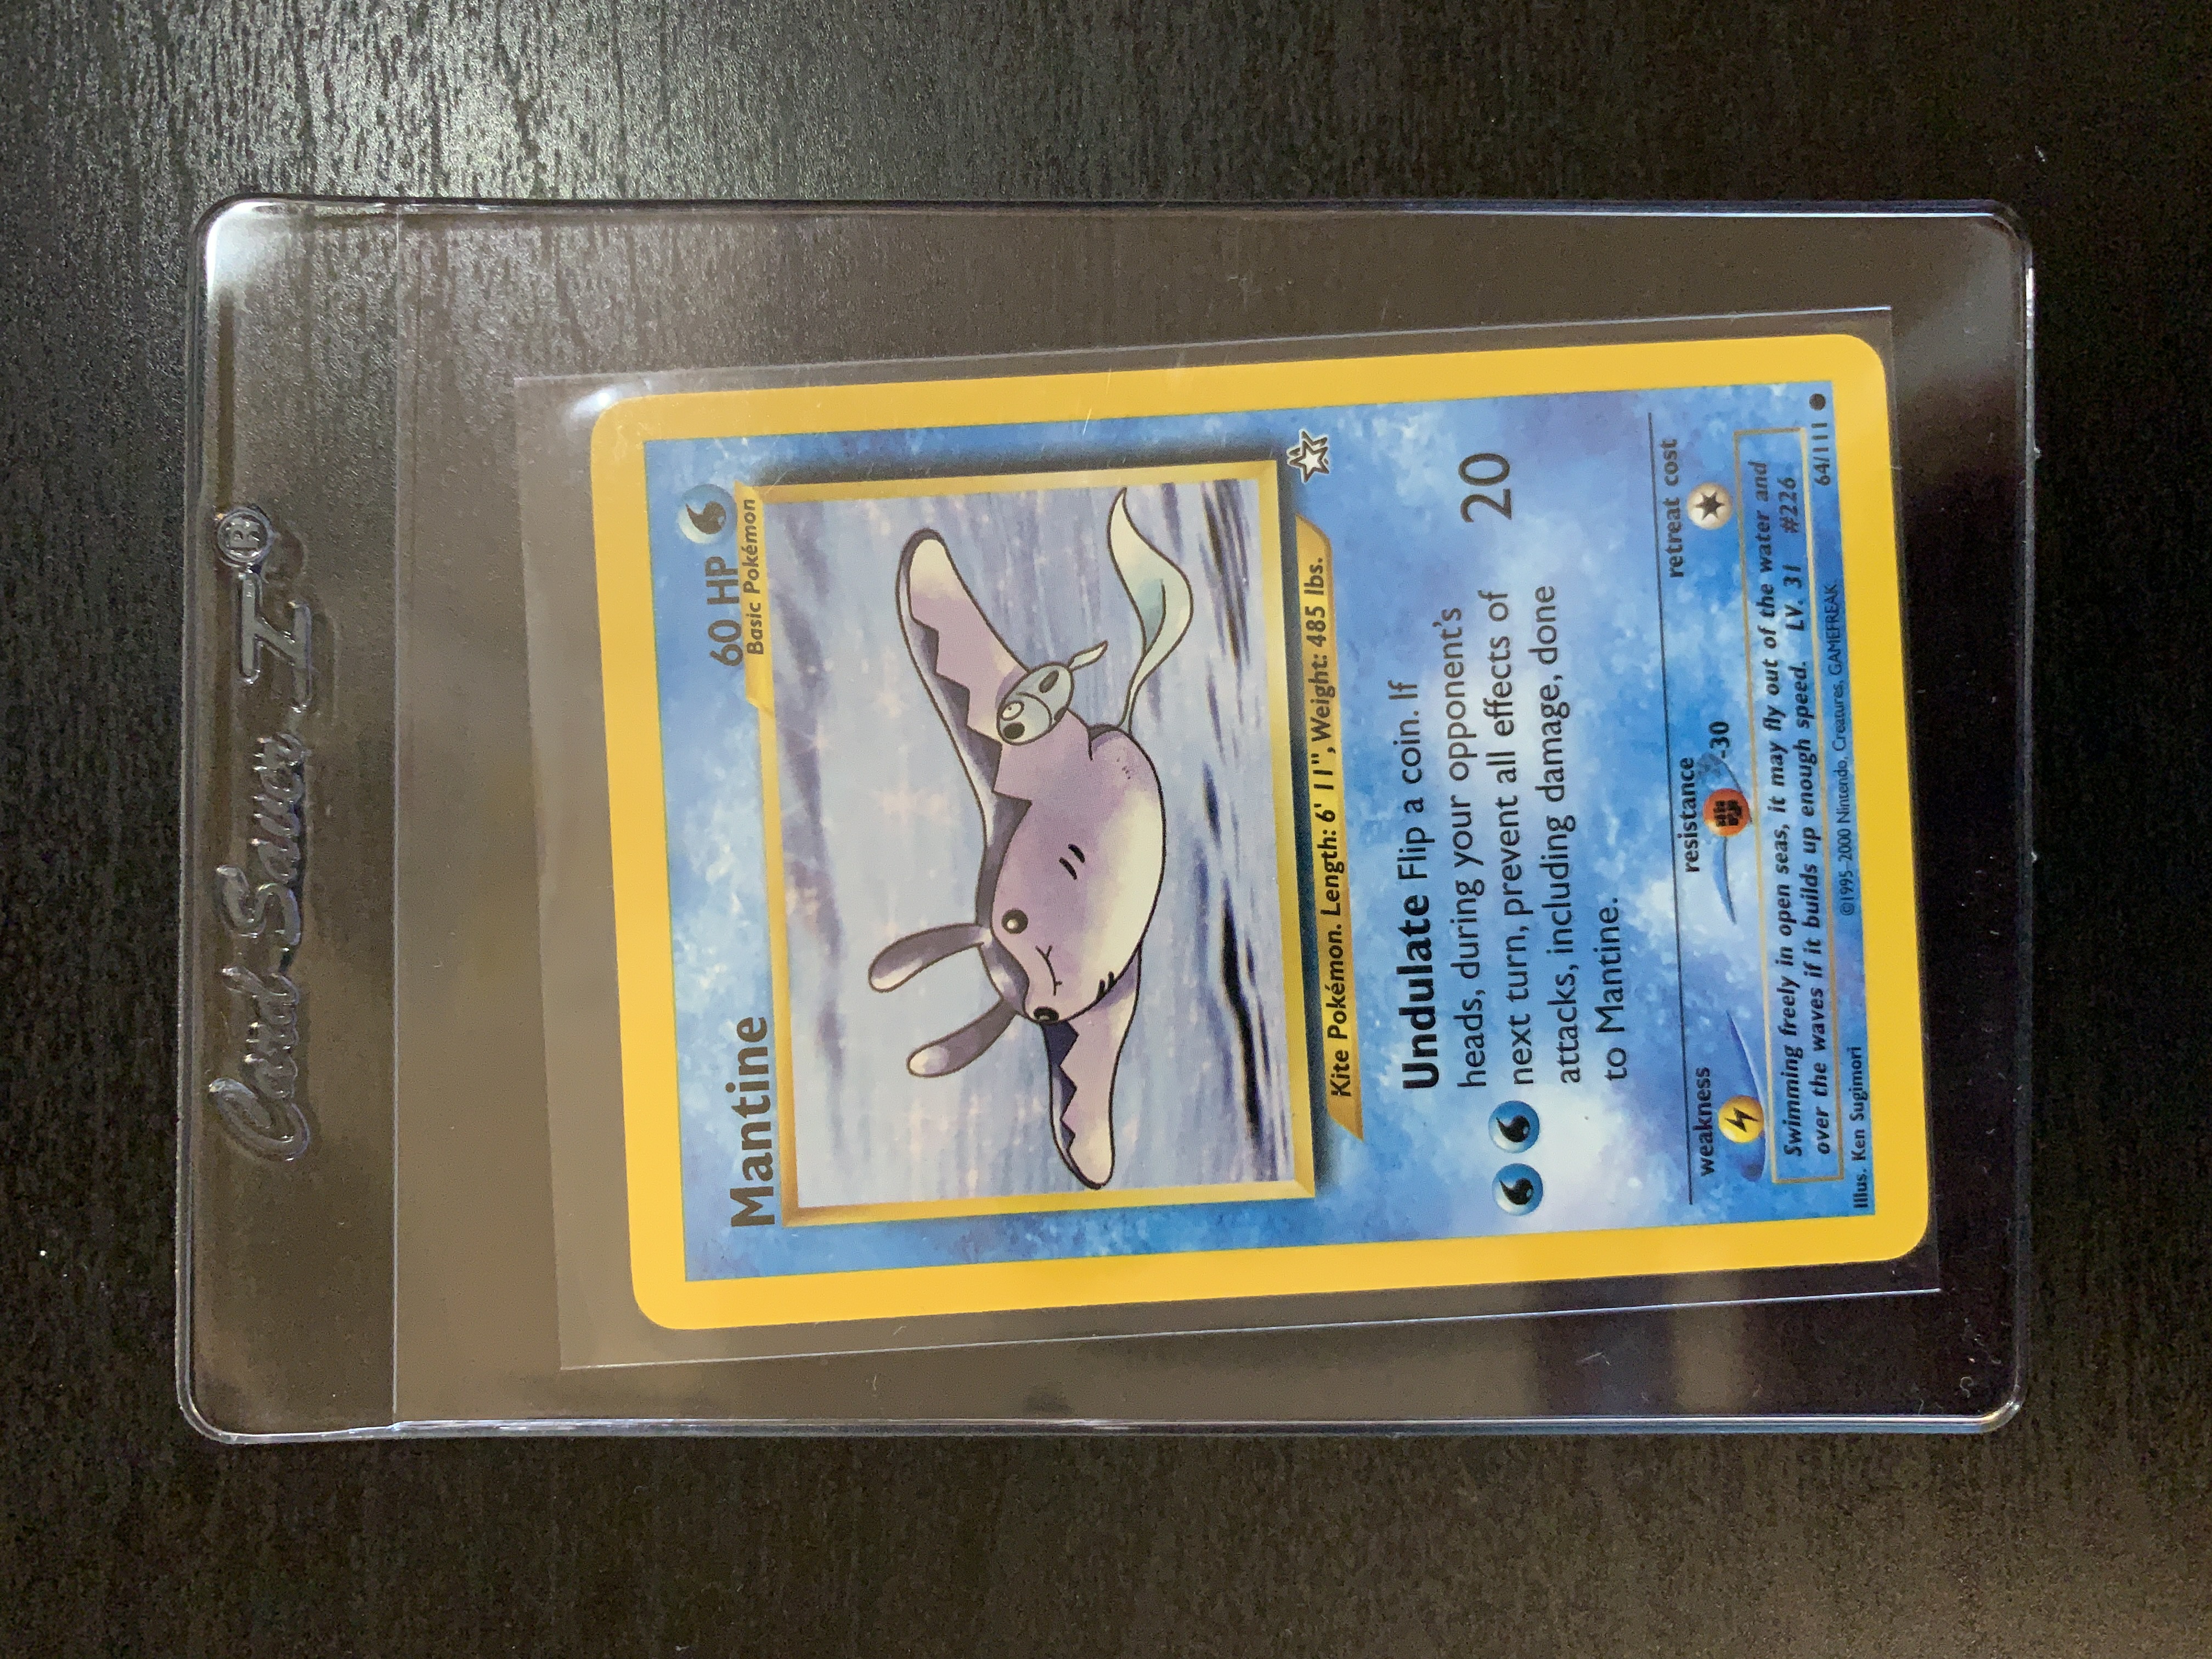 Card Saver I®
Mantine
60 HP
Basic Pokémon
Kite Pokémon. Length: 6' 11", Weight: 485 lbs.
Undulate Flip a coin. If
heads, during your opponent's
next turn, prevent all effects of
attacks, including damage, done
to Mantine.
20
weakness
resistance
-30
retreat cost
Swimming freely in open seas, it may fly out of the water and
over the waves if it builds up enough speed. LV. 31 #226
Illus. Ken Sugimori
©1995-2000 Nintendo, Creatures, GAMEFREAK.
64/111